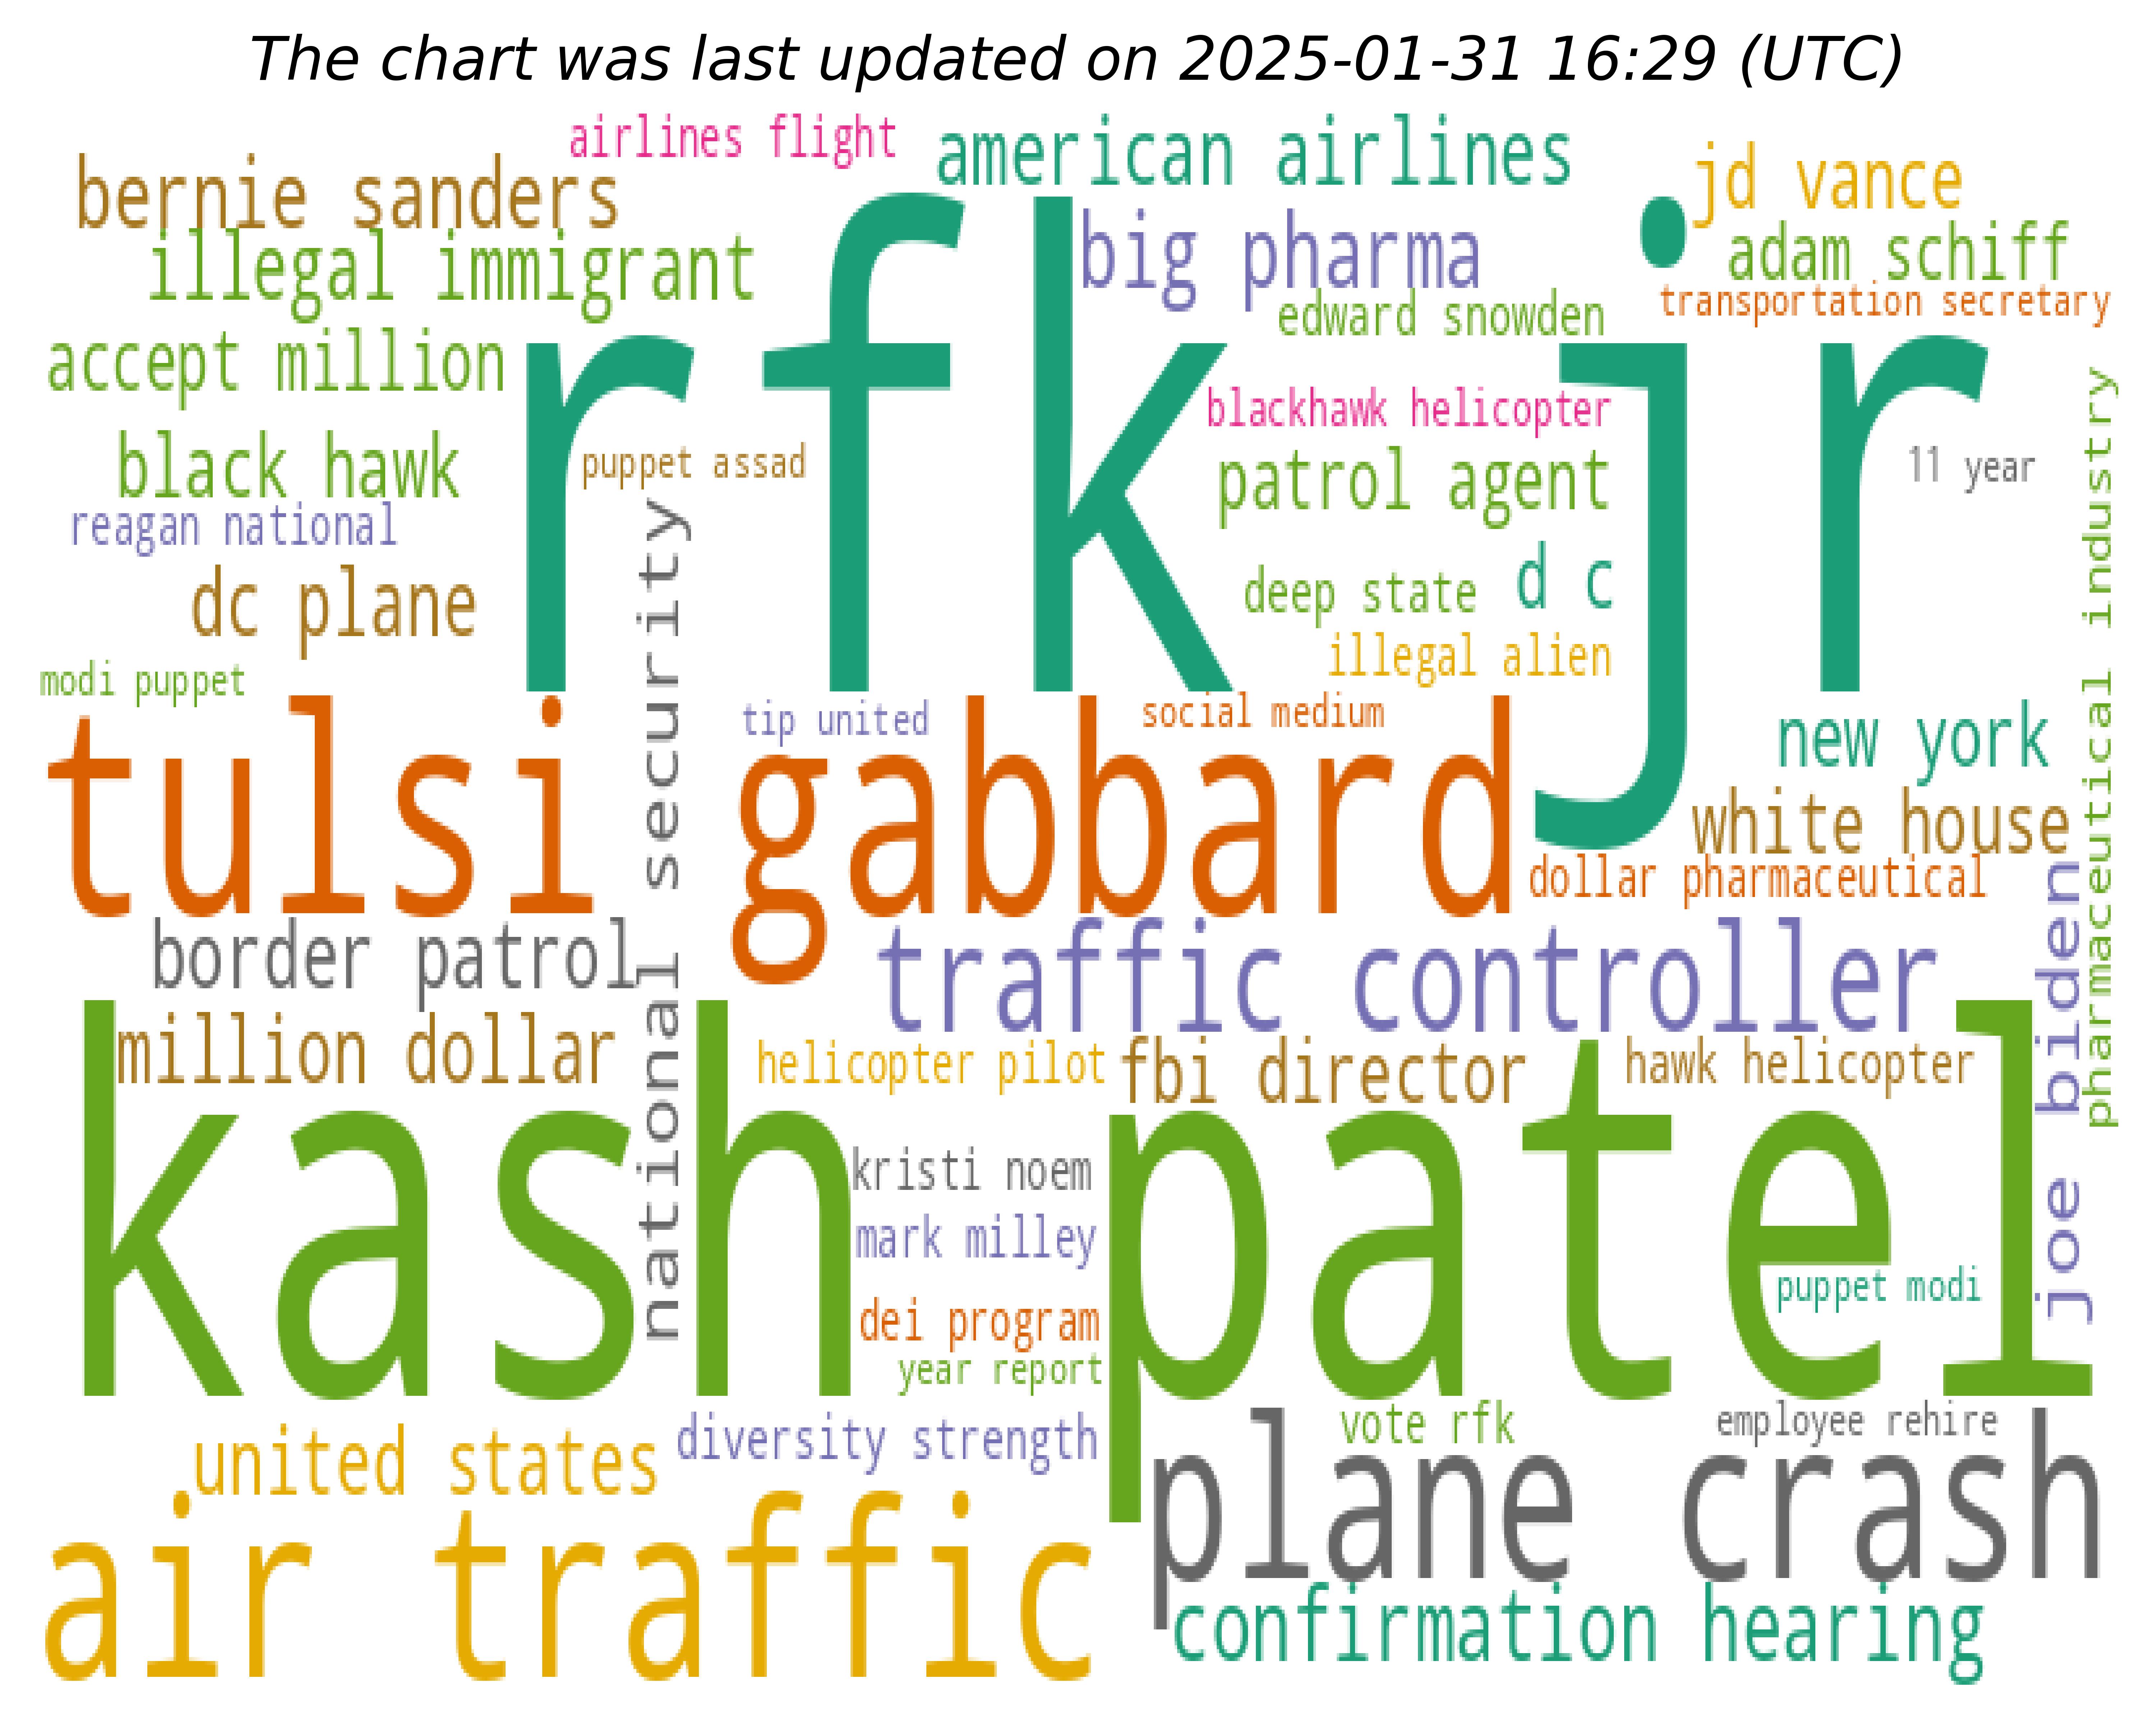 The chart was last updated on 2025-01-31 16:29 (UTC)
airlines flight
american airlines
jd vance
bernie sanders
big pharma
adam schiff
illegal immigrant
edward snowden
transportation secretary
accept million
rfk jr
blackhawk helicopter
black hawk
puppet assad
patrol agent
11 year
reagan national
dc plane
deep state
d c
illegal alien
modi puppet
tip united
social medium
new york
tulsi gabbard
white house
dollar pharmaceutical
pharmaceutical industry
national security
border patrol
traffic controller
joe biden
million dollar
helicopter pilot
fbi director
hawk helicopter
kash patel
kristi noem
mark milley
puppet modi
dei program
year report
united states
diversity strength
vote rfk
employee rehire
plane crash
air traffic
confirmation hearing